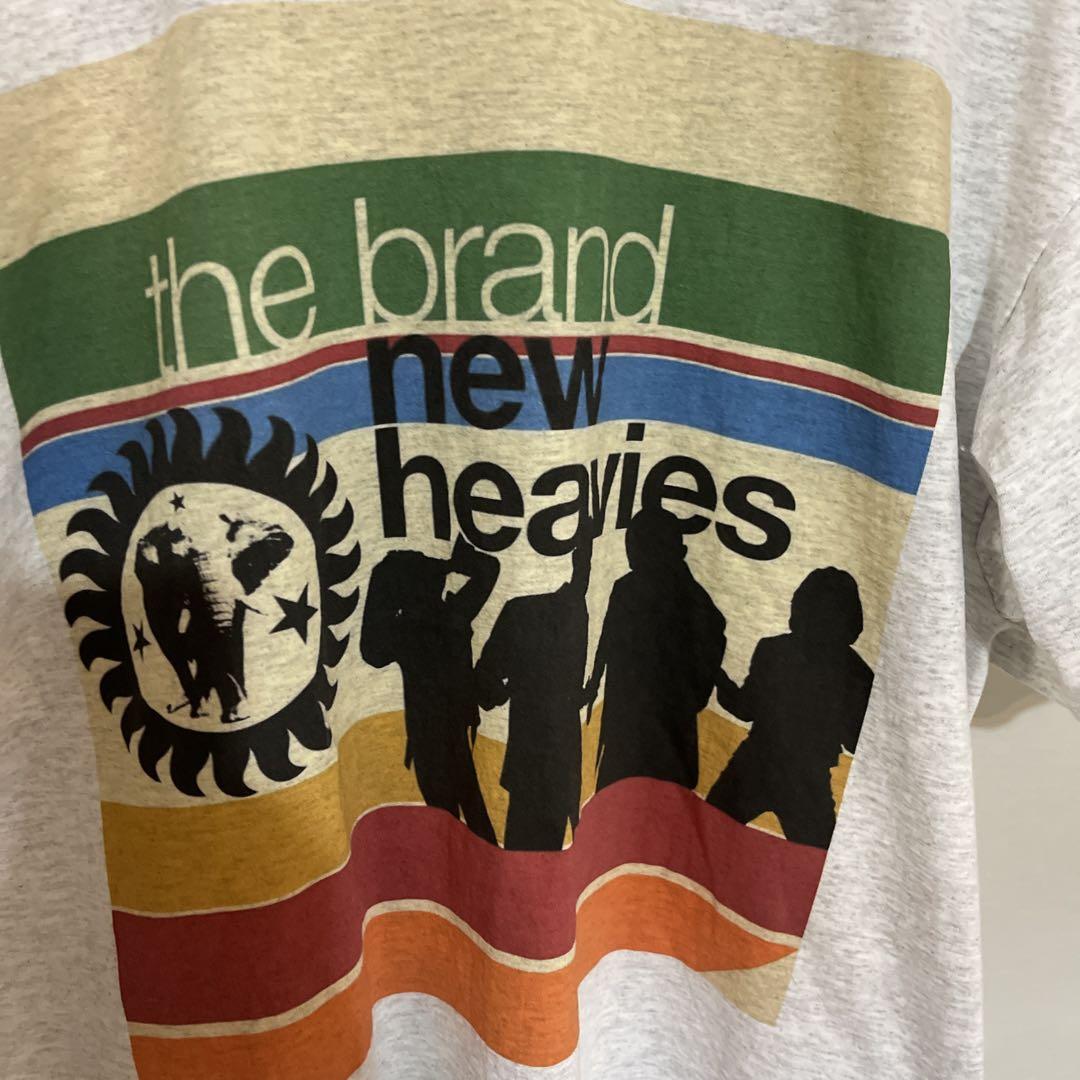 the brand
new
heavies